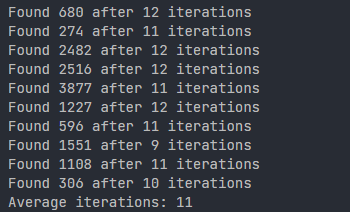 Found 680 after 12 iterations
Found 274 after 11 iterations
Found 2482 after 12 iterations
Found 2516 after 12 iterations
Found 3877 after 11 iterations
Found 1227 after 12 iterations
Found 596 after 11 iterations
Found 1551 after 9 iterations
Found 1108 after 11 iterations
Found 306 after 10 iterations
Average iterations: 11